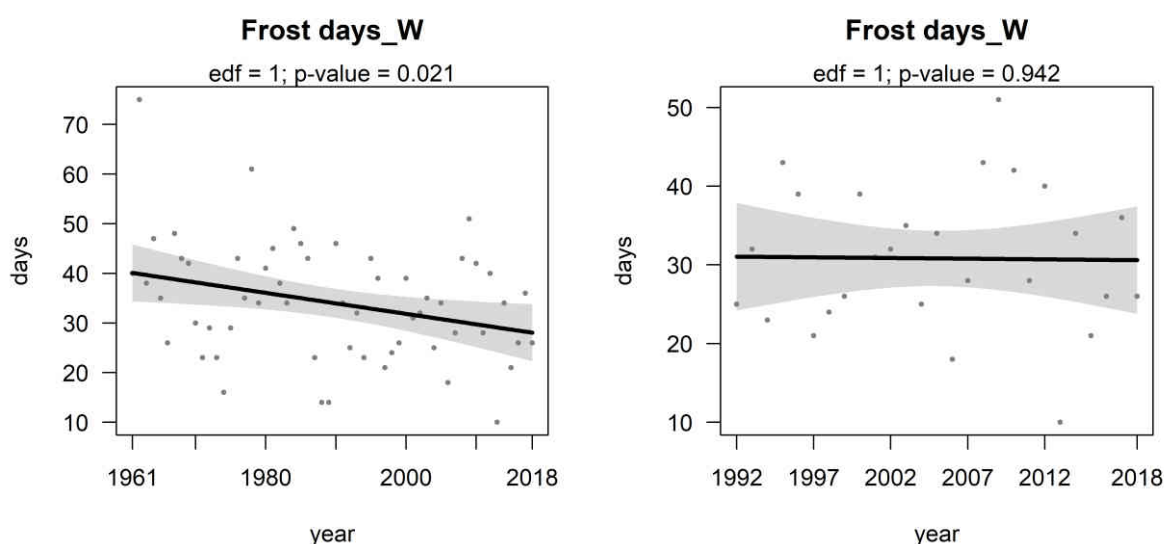 Frost days_W
edf = 1; p-value = 0.021
70
60
50
40
30
20
10
days
1961 1980 2000 2018
year
Frost days_W
edf = 1; p-value = 0.942
50
40
30
20
10
days
1992 1997 2002 2007 2012 2018
year